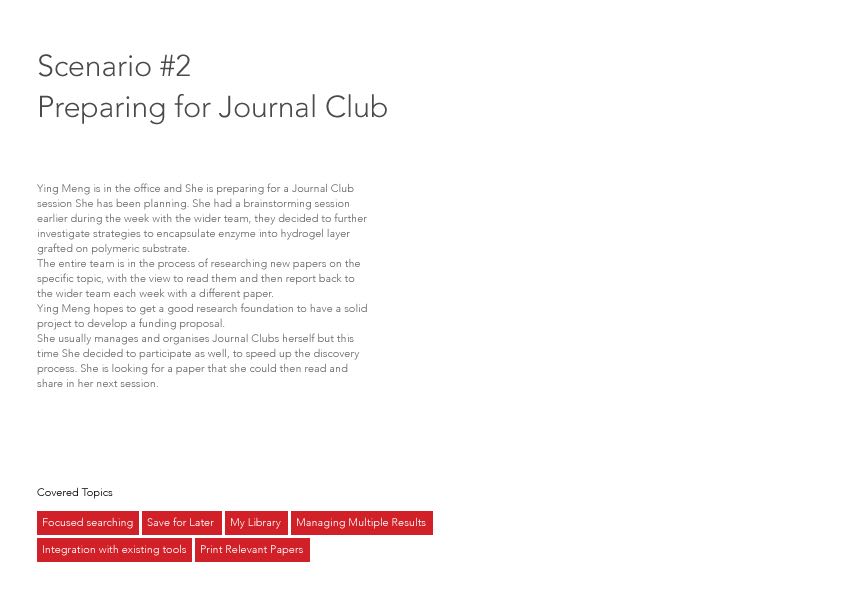 Scenario #2
Preparing for Journal Club
Ying Meng is in the office and She is preparing for a Journal Club
session She has been planning. She had a brainstorming session
earlier during the week with the wider team, they decided to further
investigate strategies to encapsulate enzyme into hydrogel layer
grafted on polymeric substrate.
The entire team is in the process of researching new papers on the
specific topic, with the view to read them and then report back to
the wider team each week with a different paper.
Ying Meng hopes to get a good research foundation to have a solid
project to develop a funding proposal.
She usually manages and organises Journal Clubs herself but this
time She decided to participate as well, to speed up the discovery
process. She is looking for a paper that she could then read and
share in her next session.
Covered Topics
Focused searching Save for Later My Library Managing Multiple Results
Integration with existing tools Print Relevant Papers